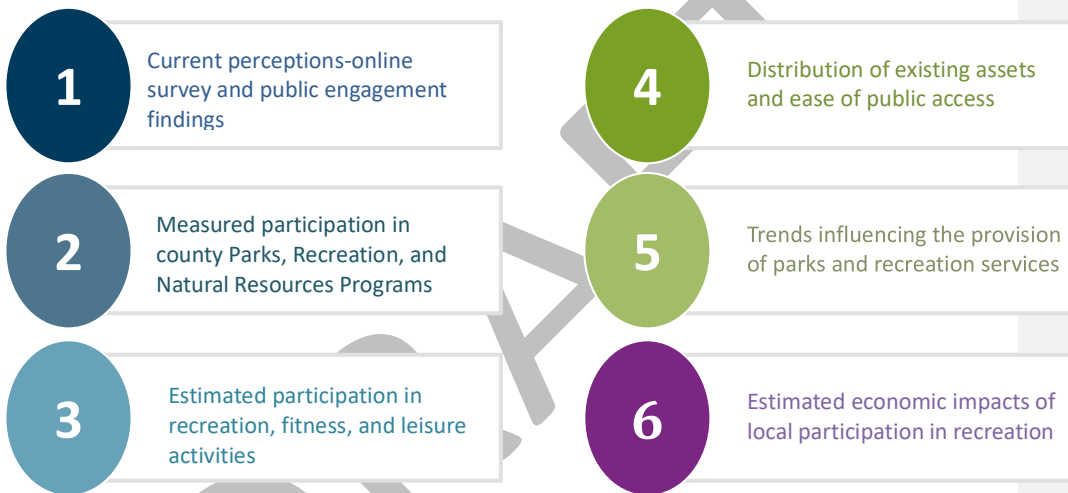 1
Current perceptions-online
survey and public engagement
findings
2
Measured participation in
county Parks, Recreation, and
Natural Resources Programs
3
Estimated participation in
recreation, fitness, and leisure
activities
4
Distribution of existing assets
and ease of public access
5
Trends influencing the provision
of parks and recreation services
6
Estimated economic impacts of
local participation in recreation